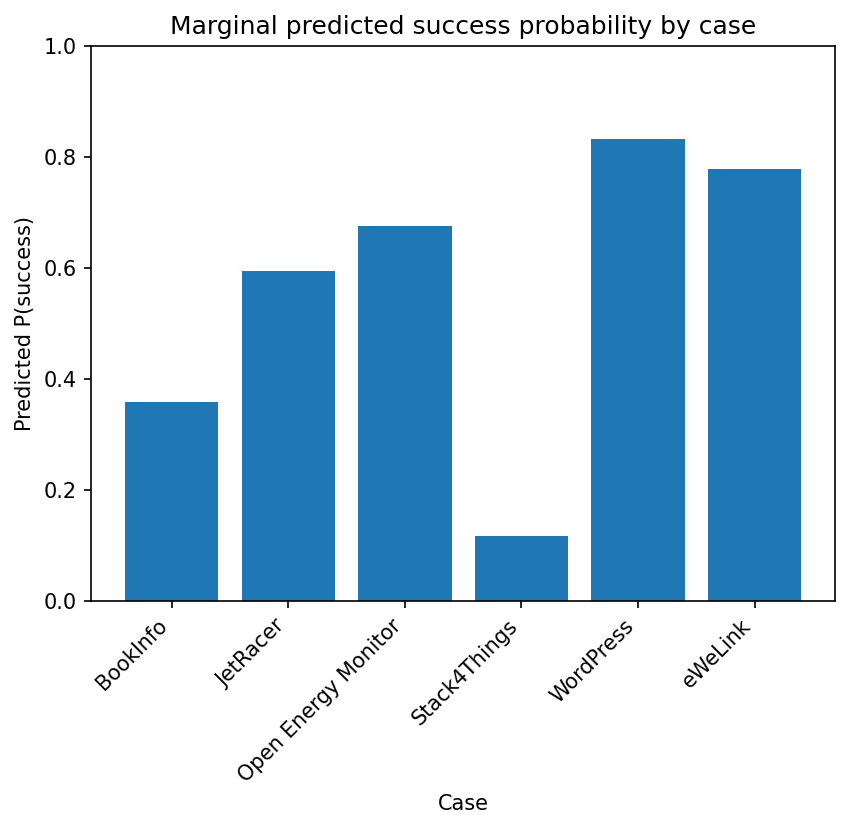 Marginal predicted success probability by case
Predicted P(success)
1.0
0.8
0.6
0.4
0.2
0.0
BookInfo
JetRacer
Open Energy Monitor
Stack4Things
WordPress
eWeLink
Case